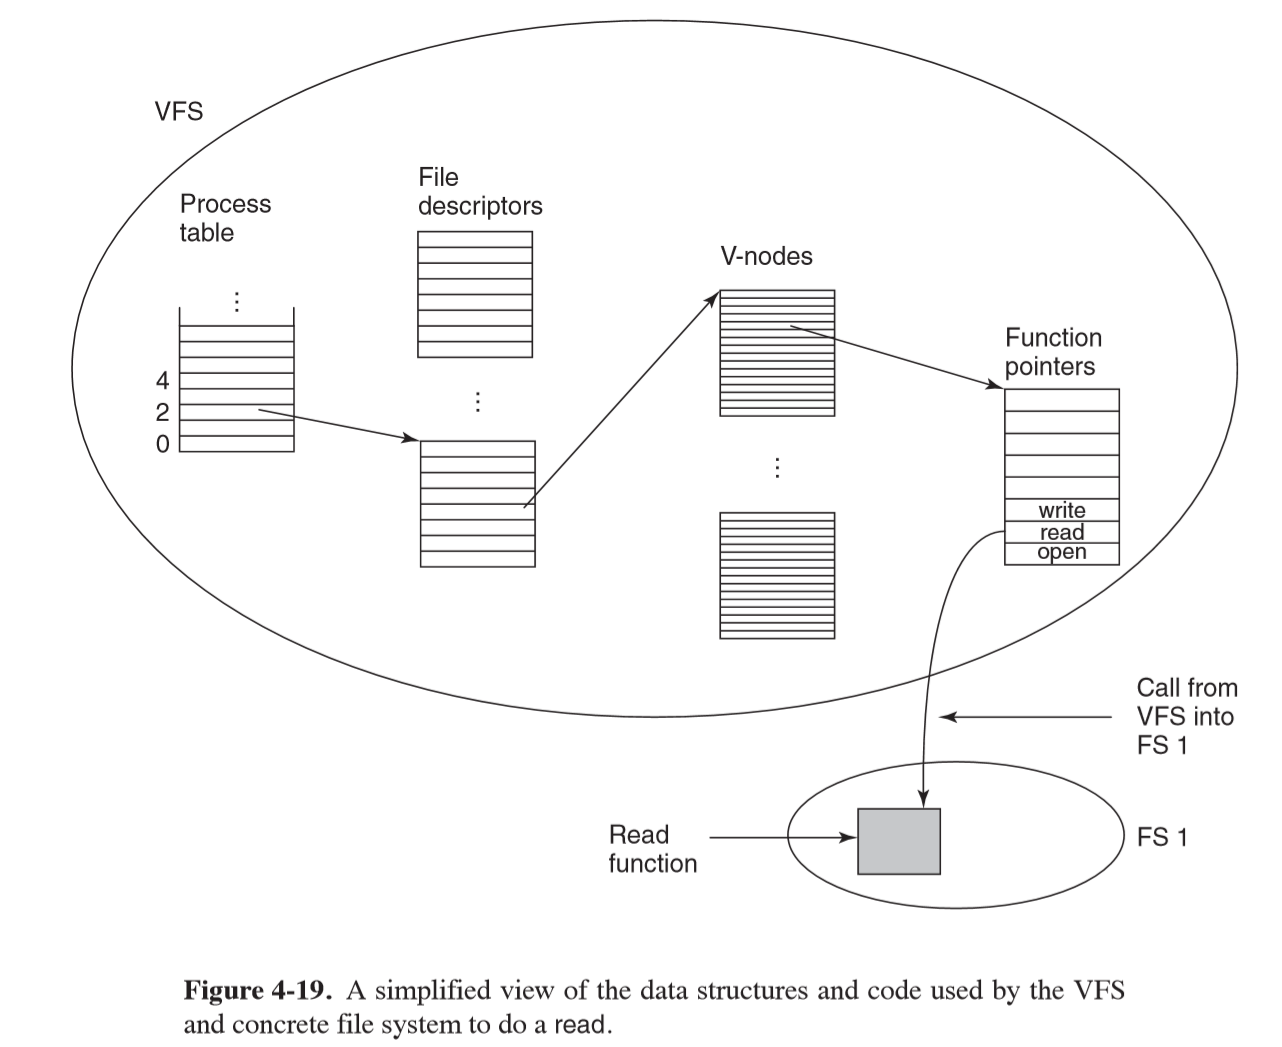 VFS
Process
table
File
descriptors
V-nodes
Function
pointers
4
2
0
write
read
open
Call from
VFS into
FS 1
Read
function
FS 1
Figure 4-19. A simplified view of the data structures and code used by the VFS
and concrete file system to do a read.